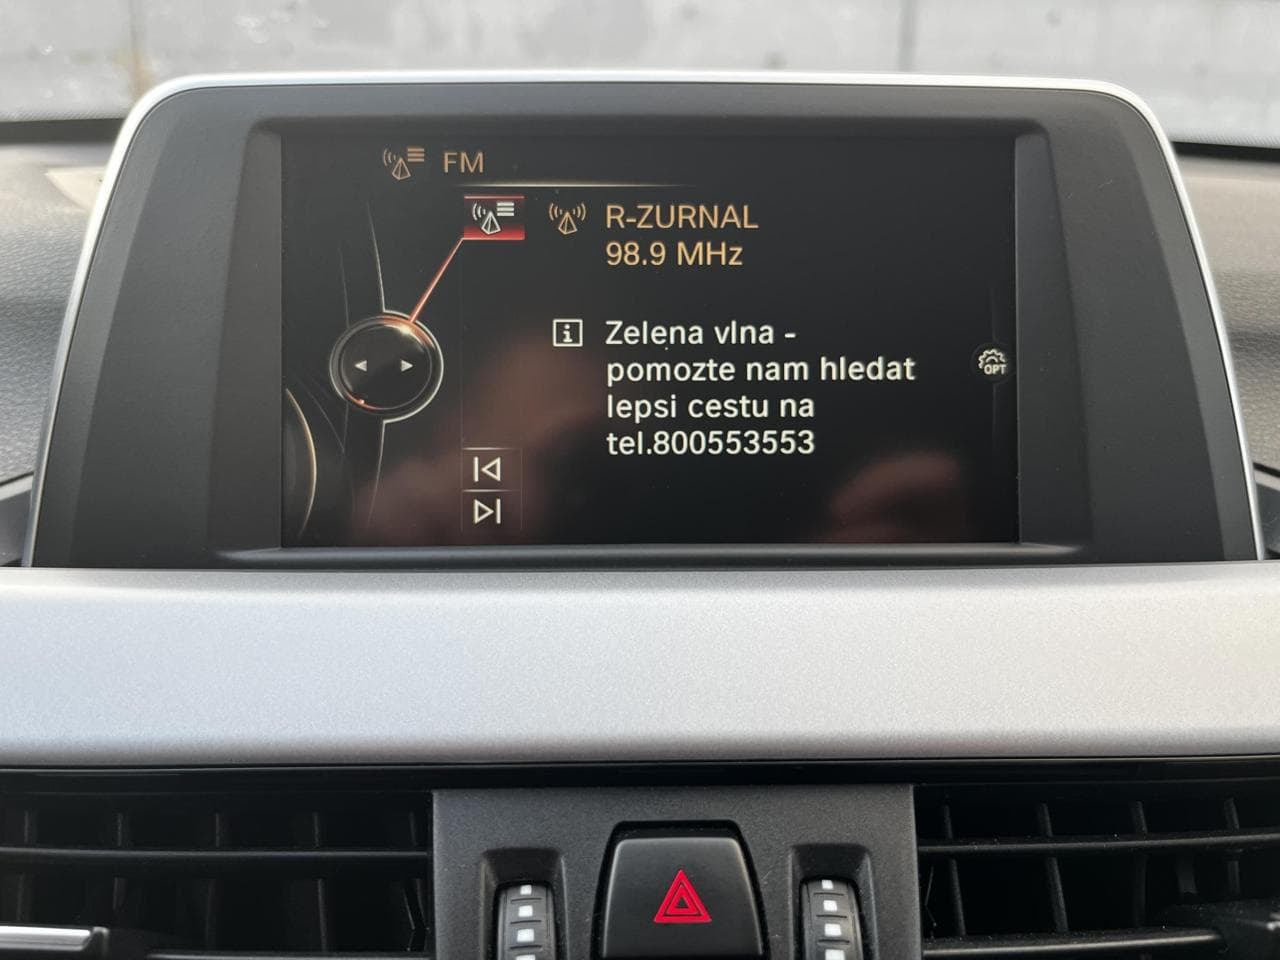 FM
R-ZURNAL
98.9 MHz
Zelena vlna -
pomozte nam hledat
lepsi cestu na
tel.800553553
OPT